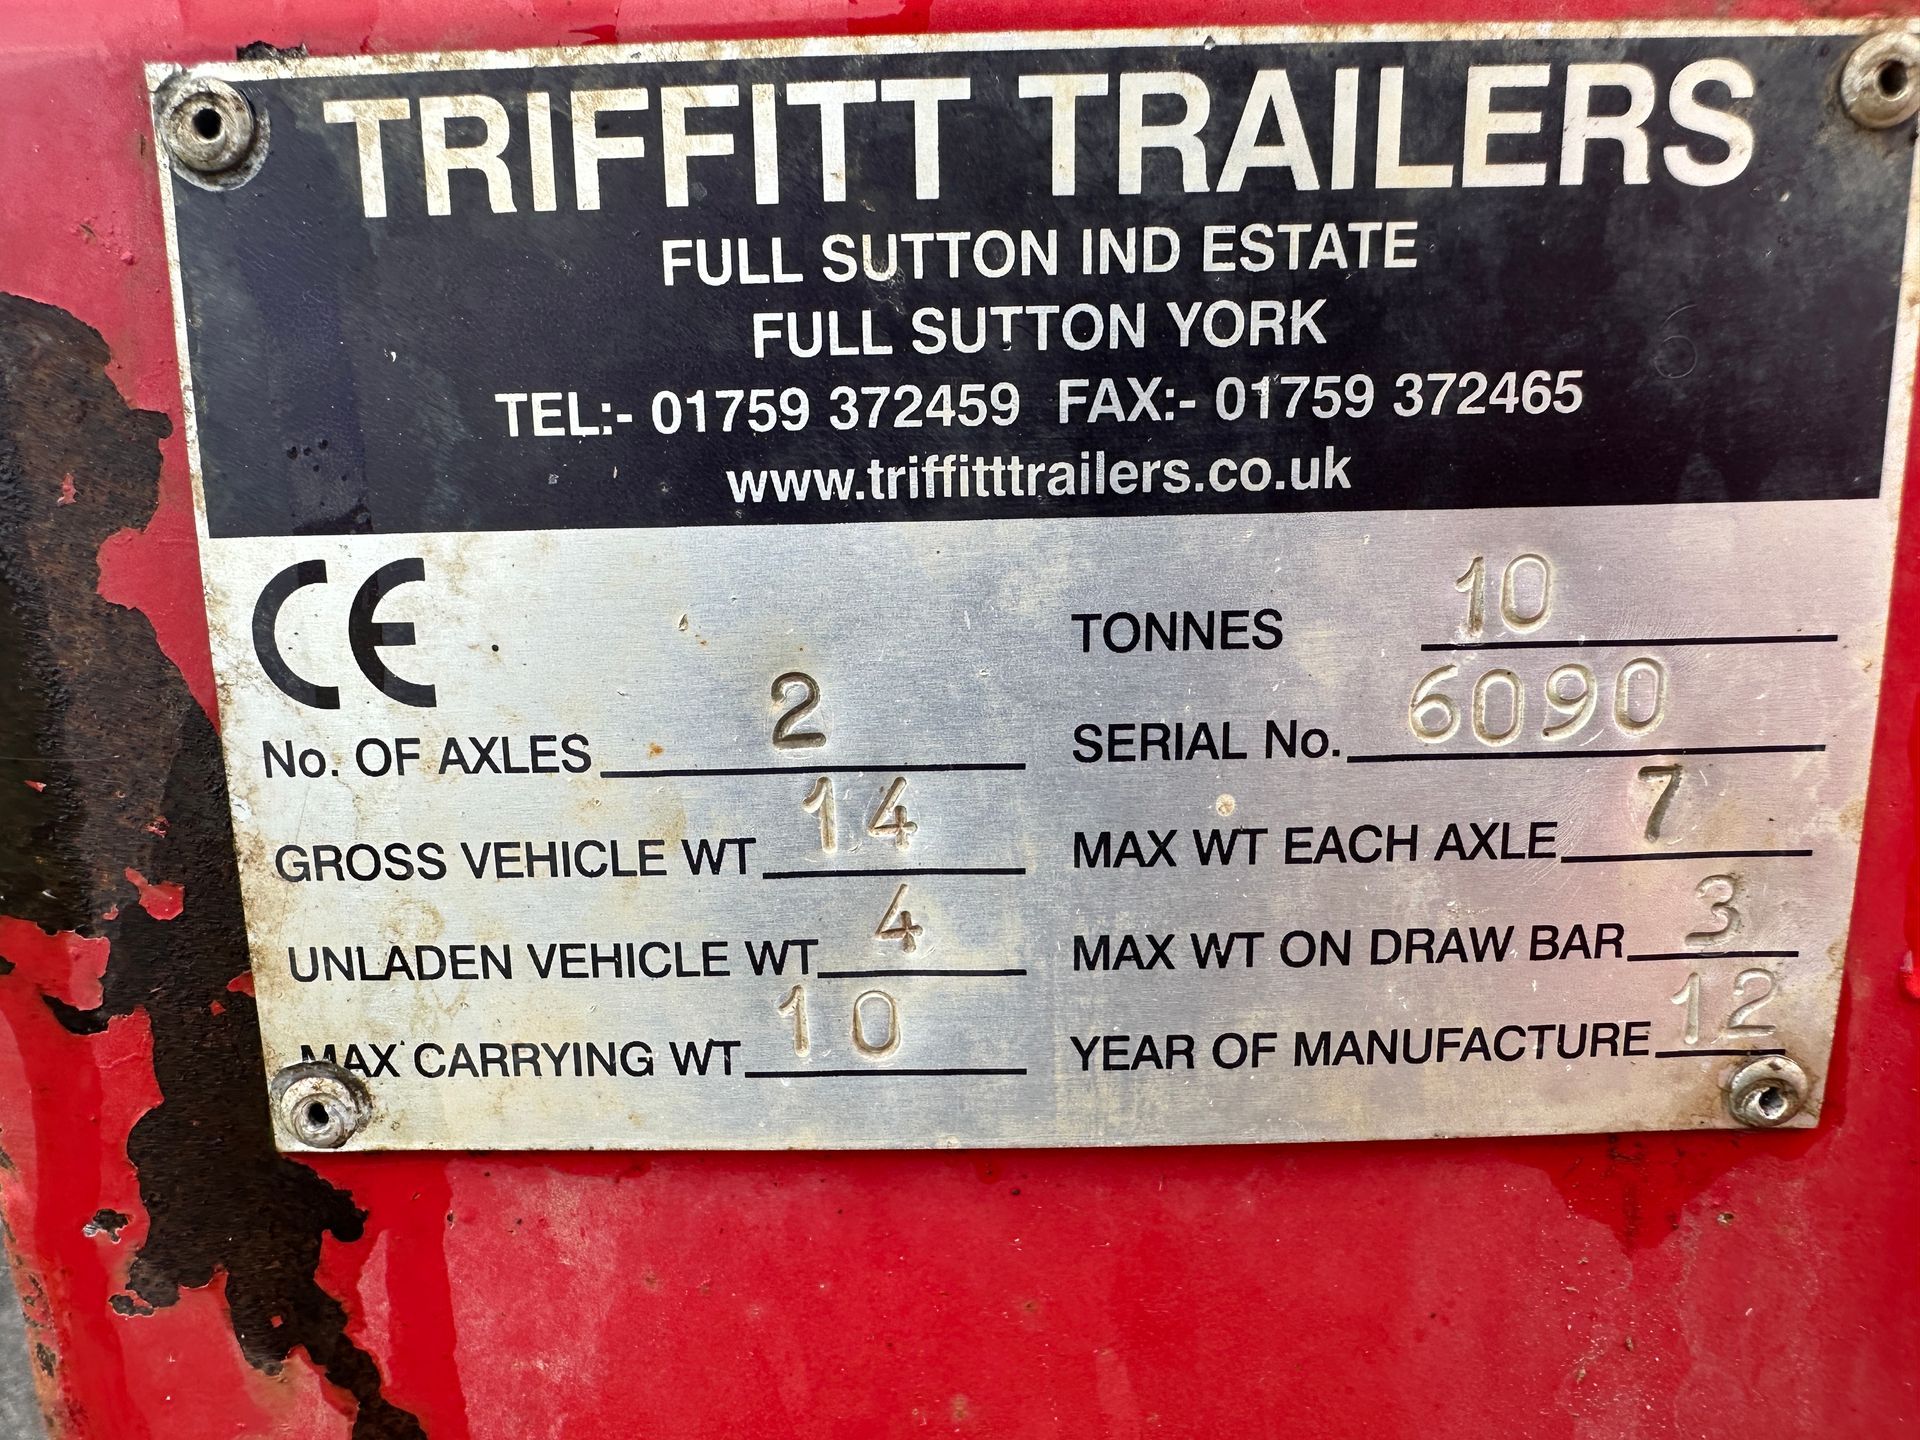 TRIFFITT TRAILERS
FULL SUTTON IND ESTATE
FULL SUTTON YORK
TEL:- 01759 372459 FAX:- 01759 372465
www.triffitttrailers.co.uk
CE
TONNES 10
No. OF AXLES 2 SERIAL No. 6090
GROSS VEHICLE WT 14 MAX WT EACH AXLE 7
UNLADEN VEHICLE WT 4 MAX WT ON DRAW BAR 3
MAX CARRYING WT 10 YEAR OF MANUFACTURE 12